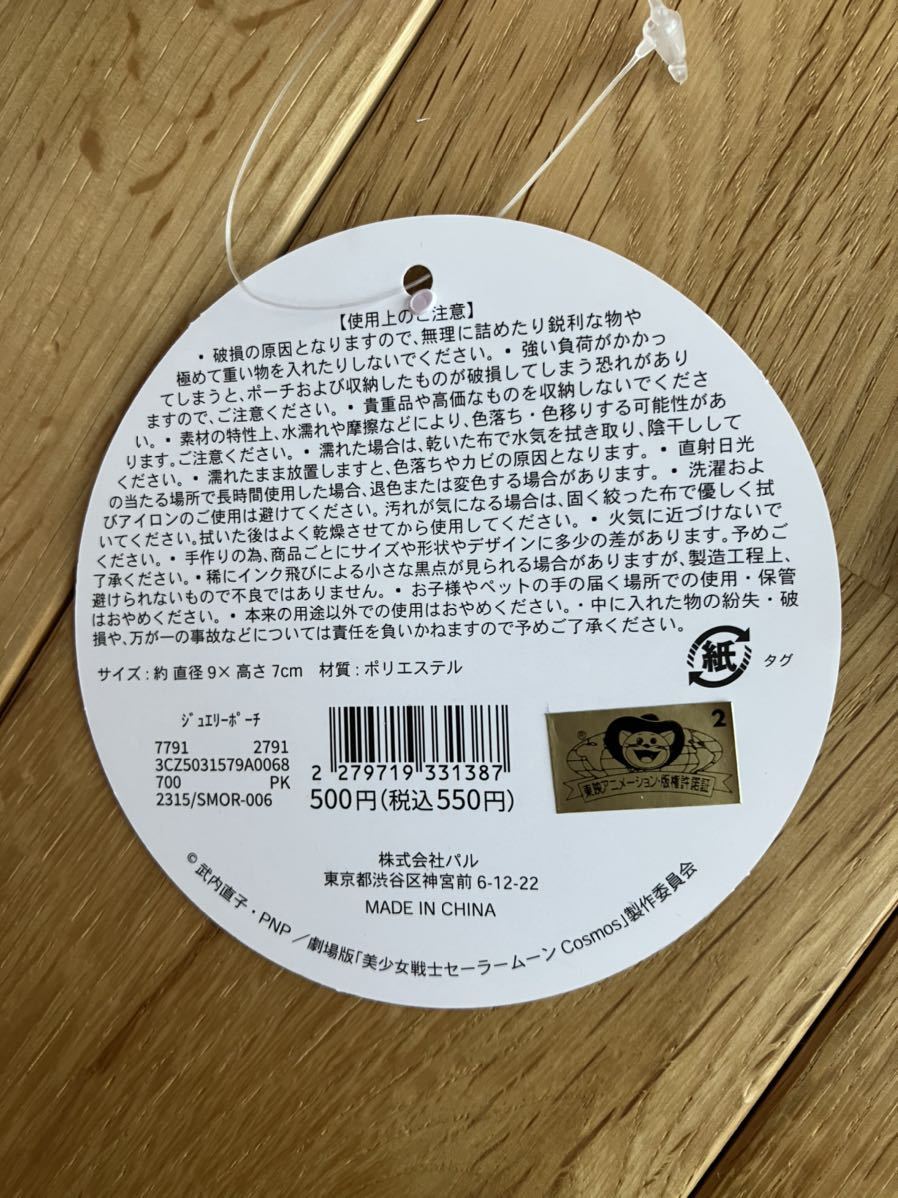 【使用上のご注意】
・破損の原因となりますので、無理に詰めたり鋭利な物や
極めて重い物を入れたりしないでください。・強い負荷がかかっ
てしまうと、ポーチおよび収納したものが破損してしまう恐れがあり
ますので、ご注意ください。・貴重品や高価なものを収納しないでくださ
い。・素材の特性上、水濡れや摩擦などにより、色落ち・色移りする可能性があ
ります。ご注意ください。・濡れた場合は、乾いた布で水気を拭き取り、陰干しして
ください。・濡れたまま放置しますと、色落ちやカビの原因となります。・直射日光
の当たる場所で長時間使用した場合、退色または変色する場合があります。・洗濯およ
びアイロンのご使用は避けてください。汚れが気になる場合は、固く絞った布で優しく拭
いてください。拭いた後はよく乾燥させてから使用してください。・火気に近づけないで
ください。・手作りの為、商品ごとにサイズや形状やデザインに多少の差があります。予めご
了承ください。・稀にインク飛びによる小さな黒点が見られる場合がありますが、製造工程上、
避けられないもので不良ではありません。・お子様やペットの手の届く場所での使用・保管
はおやめください。・本来の用途以外での使用はおやめください。・中に入れた物の紛失・破
損や、万が一の事故などについては責任を負いかねますので予めご了承ください。
紙 タグ
サイズ：約 直径 9× 高さ 7cm 材質：ポリエステル
ｼﾞｭｴﾘｰﾎﾟｰﾁ
7791 2791
3CZ5031579A0068
700 PK
2315/SMOR-006
2 279719 331387
500円(税込550円)
2
®
東映アニメーション・版権許諾証
株式会社パル
東京都渋谷区神宮前 6-12-22
MADE IN CHINA
© 武内直子・PNP／劇場版「美少女戦士セーラームーン Cosmos」製作委員会